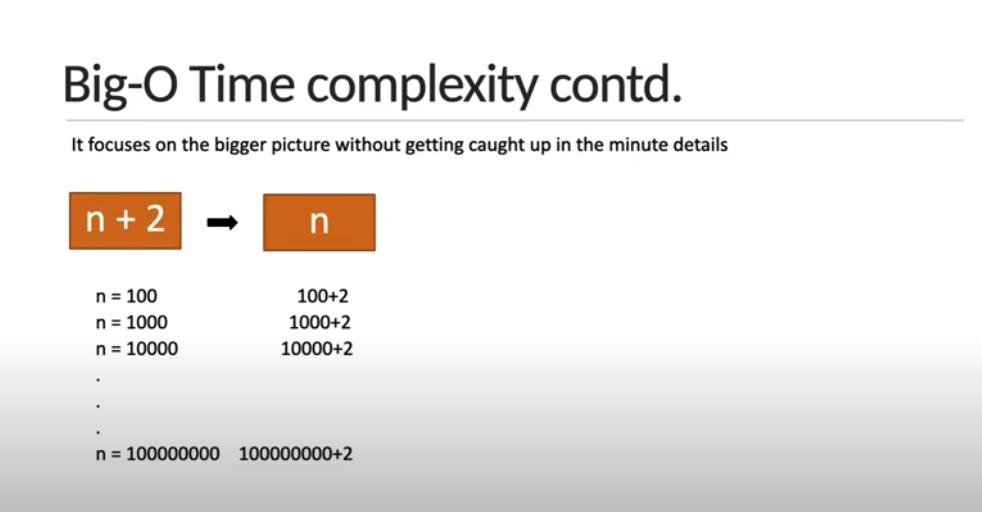 Big-O Time complexity contd.
It focuses on the bigger picture without getting caught up in the minute details
n + 2 ➡ n
n = 100 100+2
n = 1000 1000+2
n = 10000 10000+2
.
.
.
n = 100000000 100000000+2